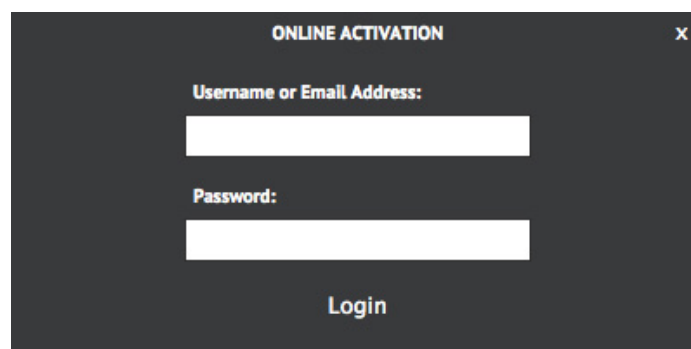 ONLINE ACTIVATION x
Username or Email Address:
Password:
Login